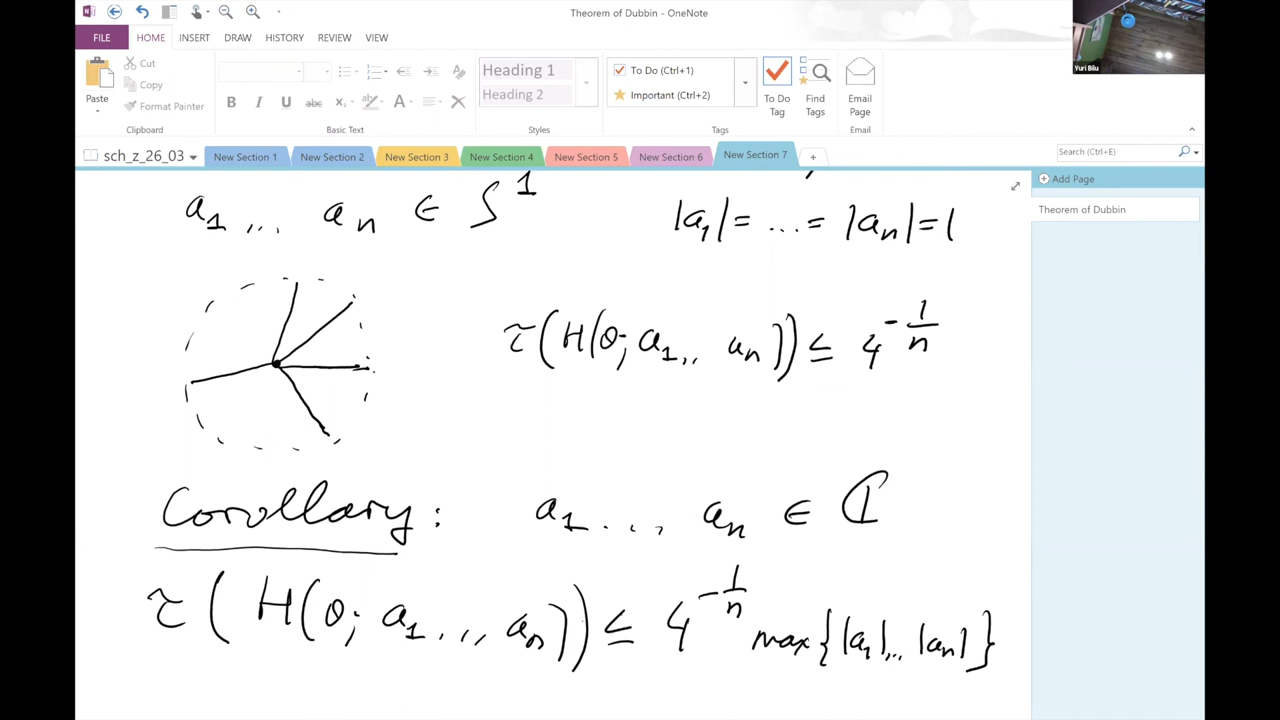 Theorem of Dubbin - OneNote
Yuri Bilu
FILE HOME INSERT DRAW HISTORY REVIEW VIEW
Paste
Cut
Copy
Format Painter
Clipboard
B I U abc
Basic Text
Heading 1
Heading 2
Styles
To Do (Ctrl+1)
Important (Ctrl+2)
To Do Tag
Find Tags
Tags
Email Page
Email
sch_z_26_03
New Section 1 New Section 2 New Section 3 New Section 4 New Section 5 New Section 6 New Section 7 +
Search (Ctrl+E)
Add Page
Theorem of Dubbin
a₁ ... aₙ ∈ S¹ |a₁| = ... = |aₙ| = 1
τ(H(0; a₁,, aₙ)) ≤ 4^{-1/n}
Corollary: a₁ ..., aₙ ∈ ℂ
τ(H(0; a₁ .,, aₙ)) ≤ 4^{-1/n} max{|a₁|,.. |aₙ|}